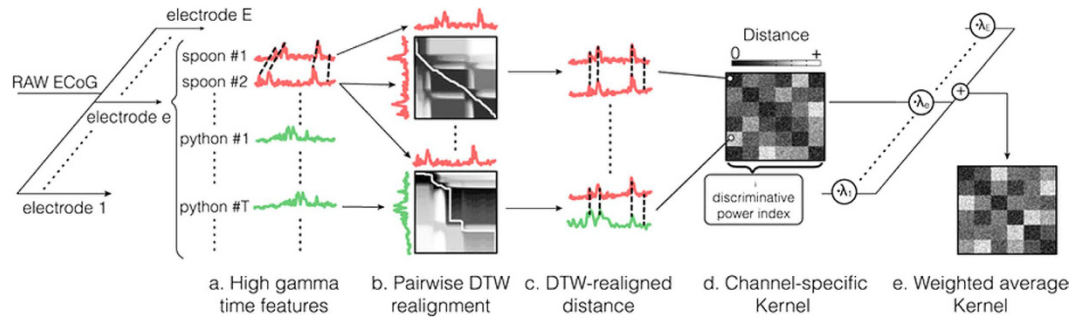 electrode E
RAW ECoG
electrode e
electrode 1
spoon #1
spoon #2
python #1
python #T
Distance
0
+
discriminative
power index
·λE
·λe
+
·λ1
a. High gamma
time features
b. Pairwise DTW
realignment
c. DTW-realigned
distance
d. Channel-specific
Kernel
e. Weighted average
Kernel